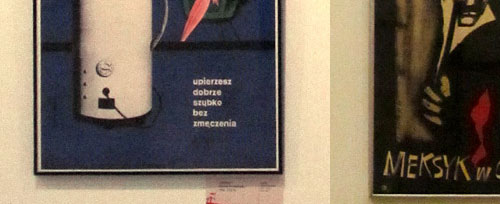 upierzesz
dobrze
szybko
bez
zmęczenia
MEKSYK w